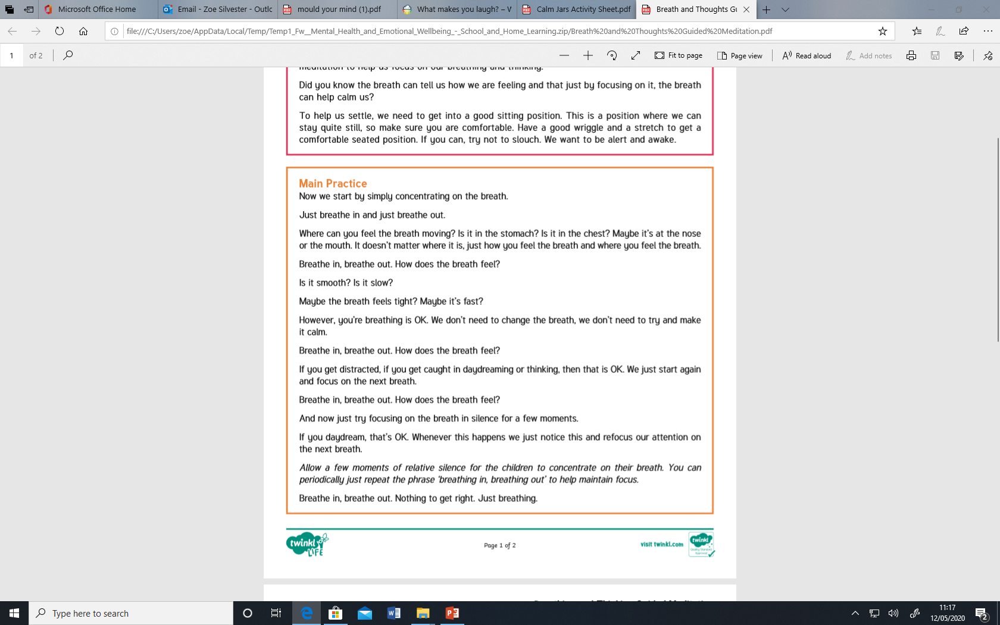 Microsoft Office Home
Email - Zoe Silvester - Outlc
mould your mind (1).pdf
What makes you laugh? – V
Calm Jars Activity Sheet.pdf
Breath and Thoughts Gu
file:///C:/Users/zoe/AppData/Local/Temp/Temp1_Fw__Mental_Health_and_Emotional_Wellbeing_-_School_and_Home_Learning.zip/Breath%20and%20Thoughts%20Guided%20Meditation.pdf
1 of 2
Fit to page
Page view
Read aloud
Add notes
meditation to help us focus on our breathing and thinking.
Did you know the breath can tell us how we are feeling and that just by focusing on it, the breath
can help calm us?
To help us settle, we need to get into a good sitting position. This is a position where we can
stay quite still, so make sure you are comfortable. Have a good wriggle and a stretch to get a
comfortable seated position. If you can, try not to slouch. We want to be alert and awake.
Main Practice
Now we start by simply concentrating on the breath.
Just breathe in and just breathe out.
Where can you feel the breath moving? Is it in the stomach? Is it in the chest? Maybe it's at the nose
or the mouth. It doesn't matter where it is, just how you feel the breath and where you feel the breath.
Breathe in, breathe out. How does the breath feel?
Is it smooth? Is it slow?
Maybe the breath feels tight? Maybe it's fast?
However, you're breathing is OK. We don't need to change the breath, we don't need to try and make
it calm.
Breathe in, breathe out. How does the breath feel?
If you get distracted, if you get caught in daydreaming or thinking, then that is OK. We just start again
and focus on the next breath.
Breathe in, breathe out. How does the breath feel?
And now just try focusing on the breath in silence for a few moments.
If you daydream, that's OK. Whenever this happens we just notice this and refocus our attention on
the next breath.
Allow a few moments of relative silence for the children to concentrate on their breath. You can
periodically just repeat the phrase 'breathing in, breathing out' to help maintain focus.
Breathe in, breathe out. Nothing to get right. Just breathing.
twinkl
LIFE
Page 1 of 2
visit twinkl.com
twinkl
Quality Standard
Approved
Type here to search
11:17
12/05/2020
2